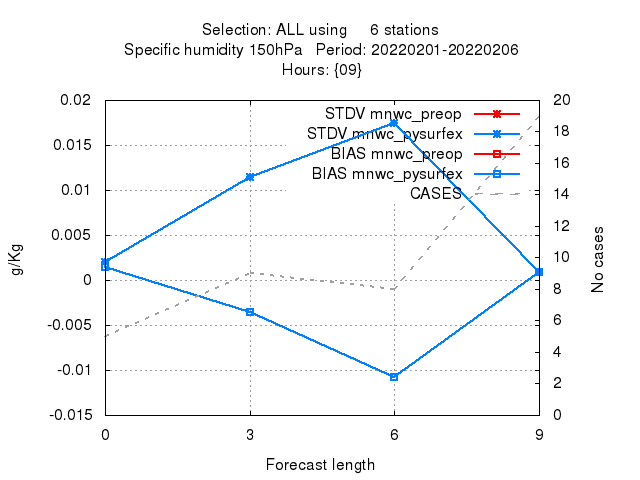 Selection: ALL using 6 stations
Specific humidity 150hPa Period: 20220201-20220206
Hours: {09}
0.02
0.015
0.01
0.005
0
-0.005
-0.01
-0.015
g/Kg
STDV mnwc_preop
STDV mnwc_pysurfex
BIAS mnwc_preop
BIAS mnwc_pysurfex
CASES
20
18
16
14
12
10
8
6
4
2
0
No cases
0 3 6 9
Forecast length